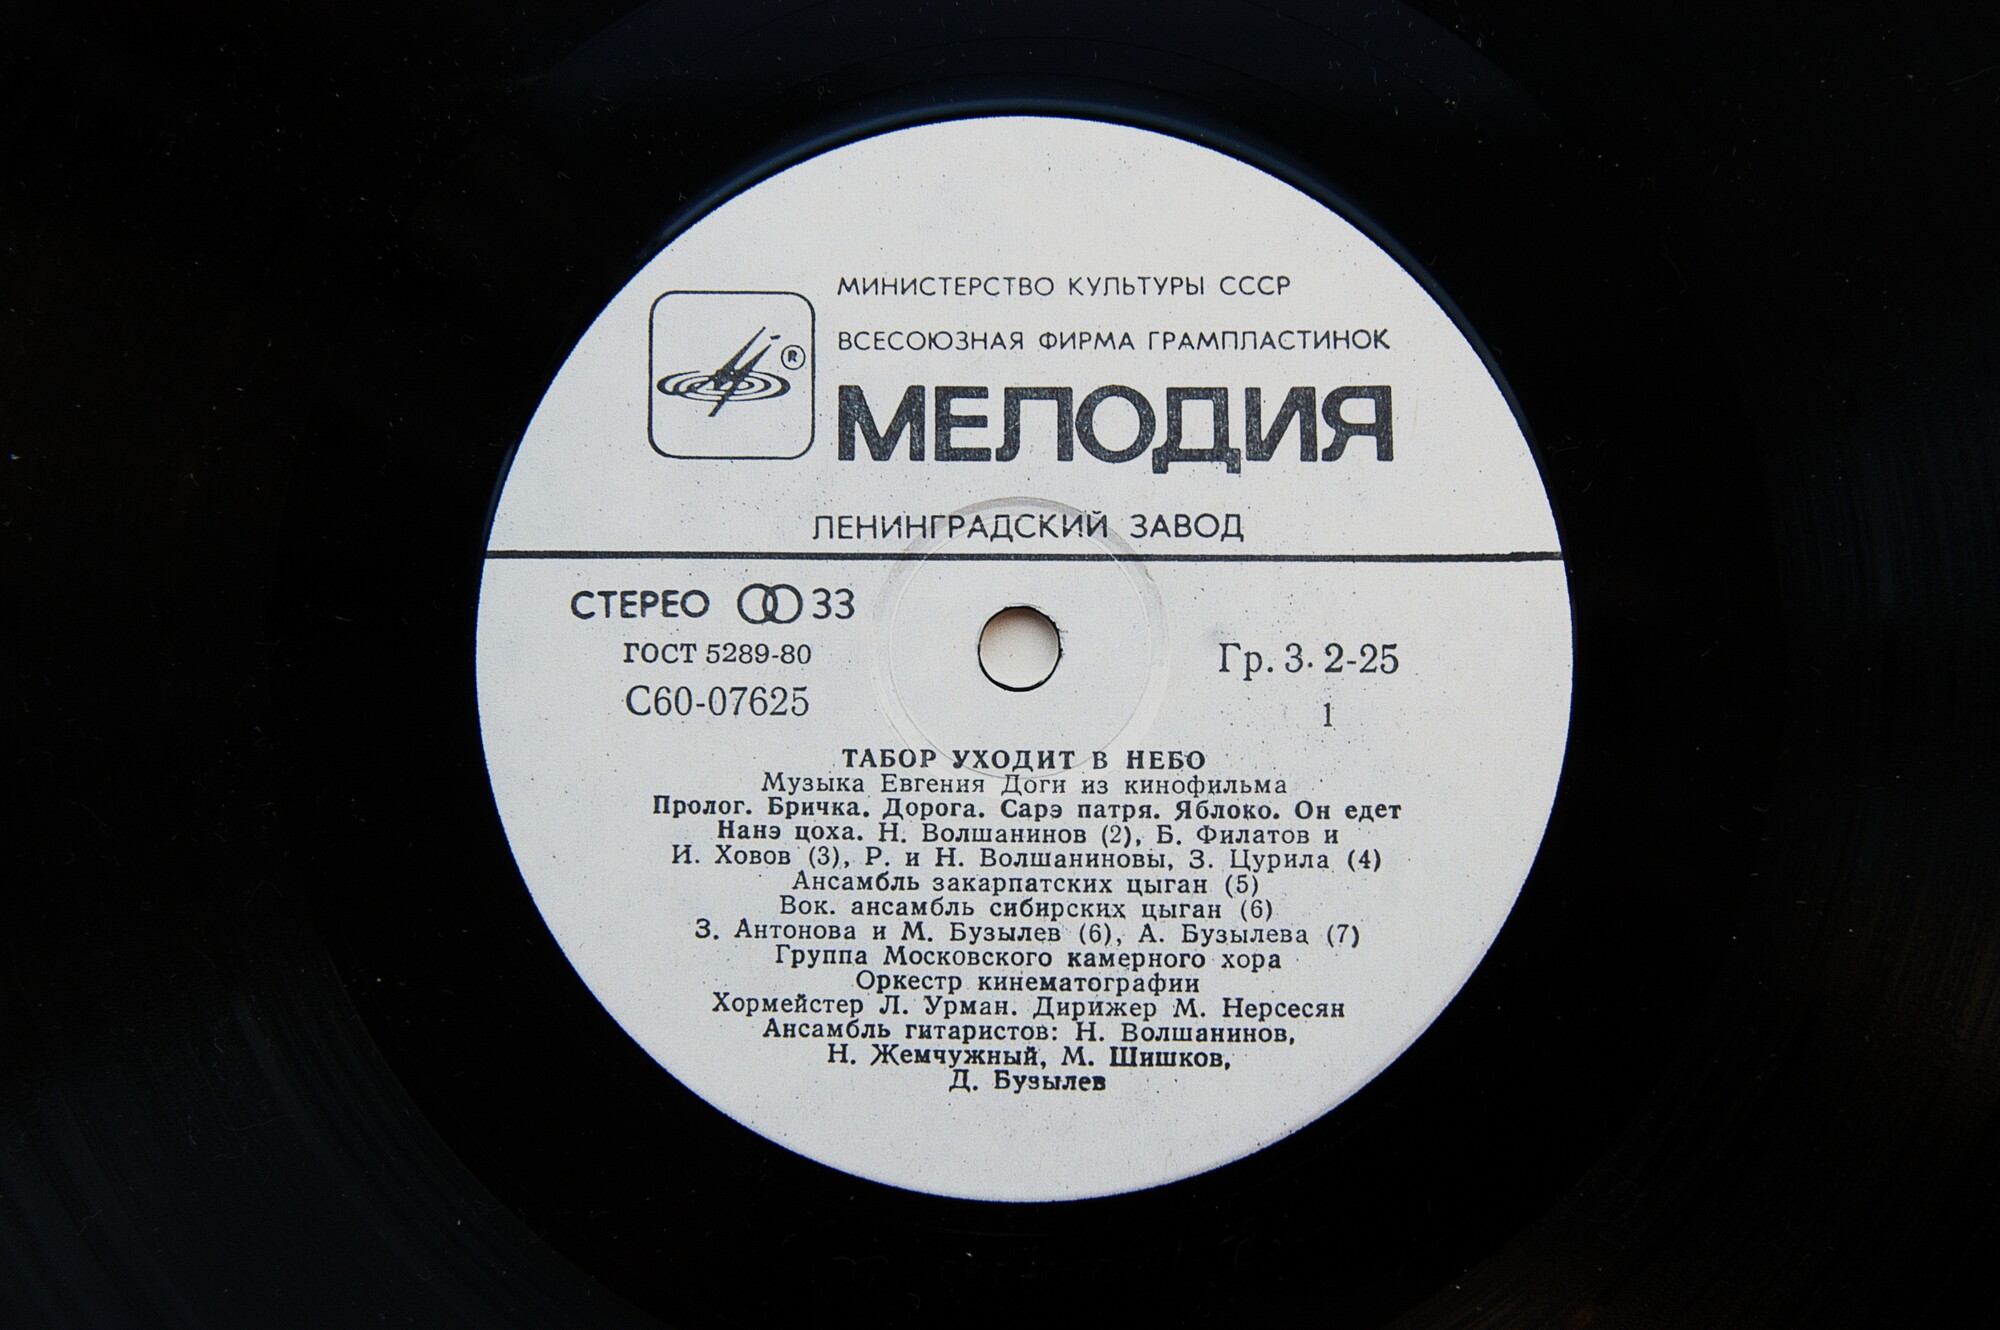 МИНИСТЕРСТВО КУЛЬТУРЫ СССР
ВСЕСОЮЗНАЯ ФИРМА ГРАМПЛАСТИНОК
®
МЕЛОДИЯ
ЛЕНИНГРАДСКИЙ ЗАВОД
СТЕРЕО 33
ГОСТ 5289-80
Гр. 3. 2-25
С60-07625
1
ТАБОР УХОДИТ В НЕБО
Музыка Евгения Доги из кинофильма
Пролог. Бричка. Дорога. Сарэ патря. Яблоко. Он едет
Нанэ цоха. Н. Волшанинов (2), Б. Филатов и
И. Ховов (3), Р. и Н. Волшаниновы, З. Цурила (4)
Ансамбль закарпатских цыган (5)
Вок. ансамбль сибирских цыган (6)
З. Антонова и М. Бузылев (6), А. Бузылева (7)
Группа Московского камерного хора
Оркестр кинематографии
Хормейстер Л. Урман. Дирижер М. Нерсесян
Ансамбль гитаристов: Н. Волшанинов,
Н. Жемчужный, М. Шишков,
Д. Бузылев